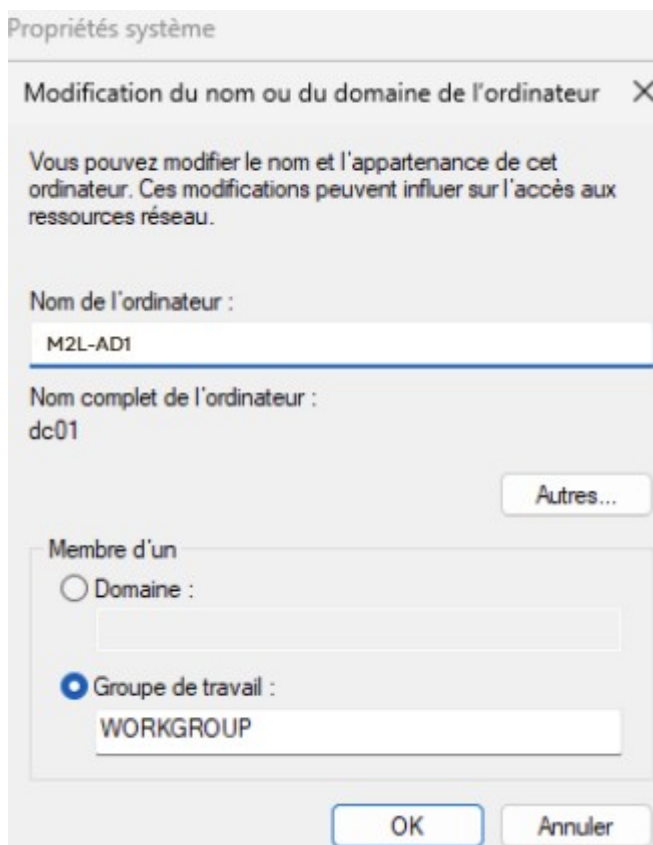 Propriétés système
Modification du nom ou du domaine de l'ordinateur
Vous pouvez modifier le nom et l'appartenance de cet
ordinateur. Ces modifications peuvent influer sur l'accès aux
ressources réseau.
Nom de l'ordinateur :
M2L-AD1
Nom complet de l'ordinateur :
dc01
Autres...
Membre d'un
Domaine :
Groupe de travail :
WORKGROUP
OK Annuler